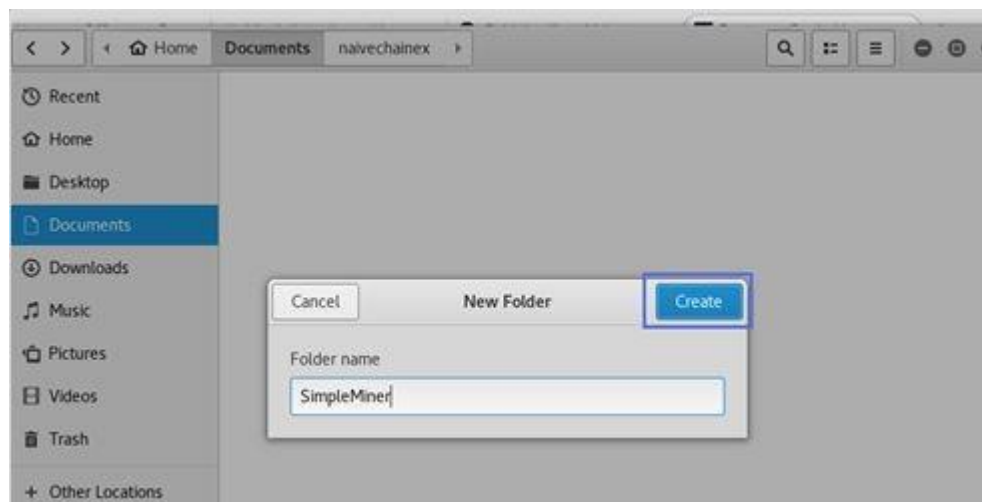 Home Documents naivechainex
Recent
Home
Desktop
Documents
Downloads
Music
Pictures
Videos
Trash
+ Other Locations
Cancel New Folder Create
Folder name
SimpleMiner